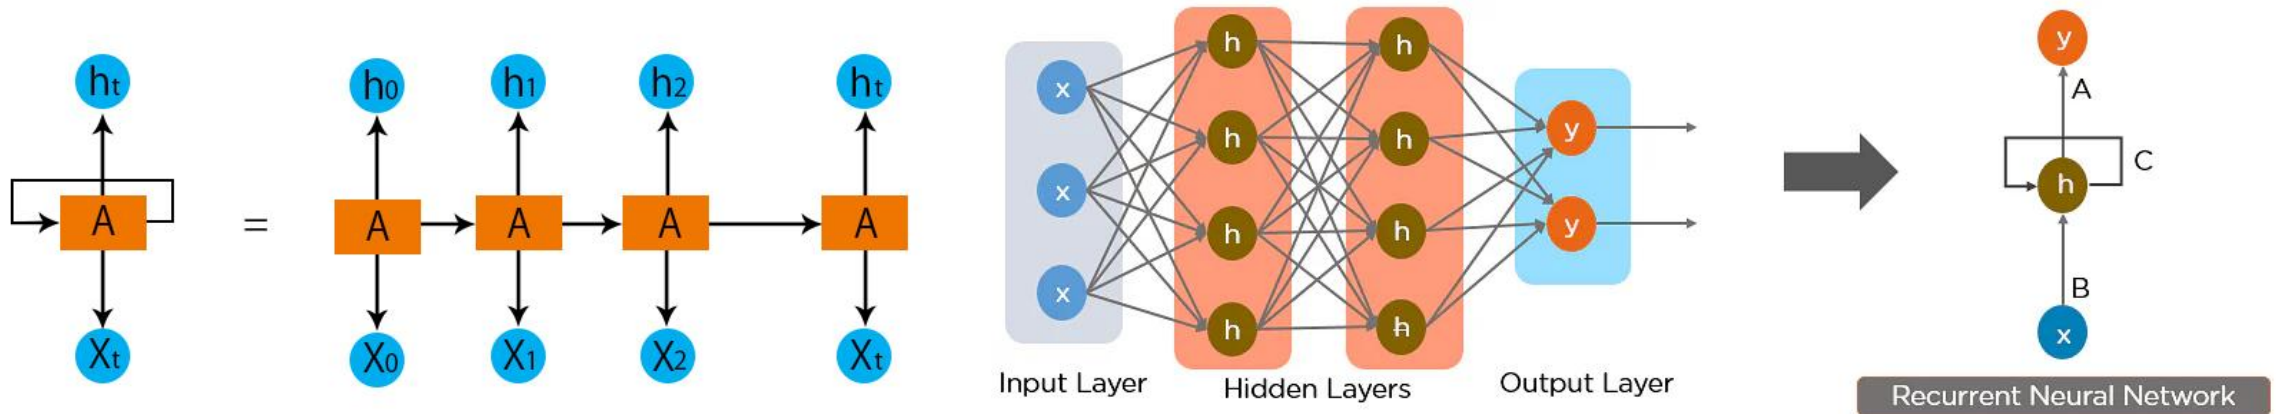 ht
h0 h1 h2 ht
A
=
A A A A
Xt
X0 X1 X2 Xt
x
x
x
h
h
h
h
h
h
h
h
y
y
Input Layer
Hidden Layers
Output Layer
y
A
C
h
B
x
Recurrent Neural Network